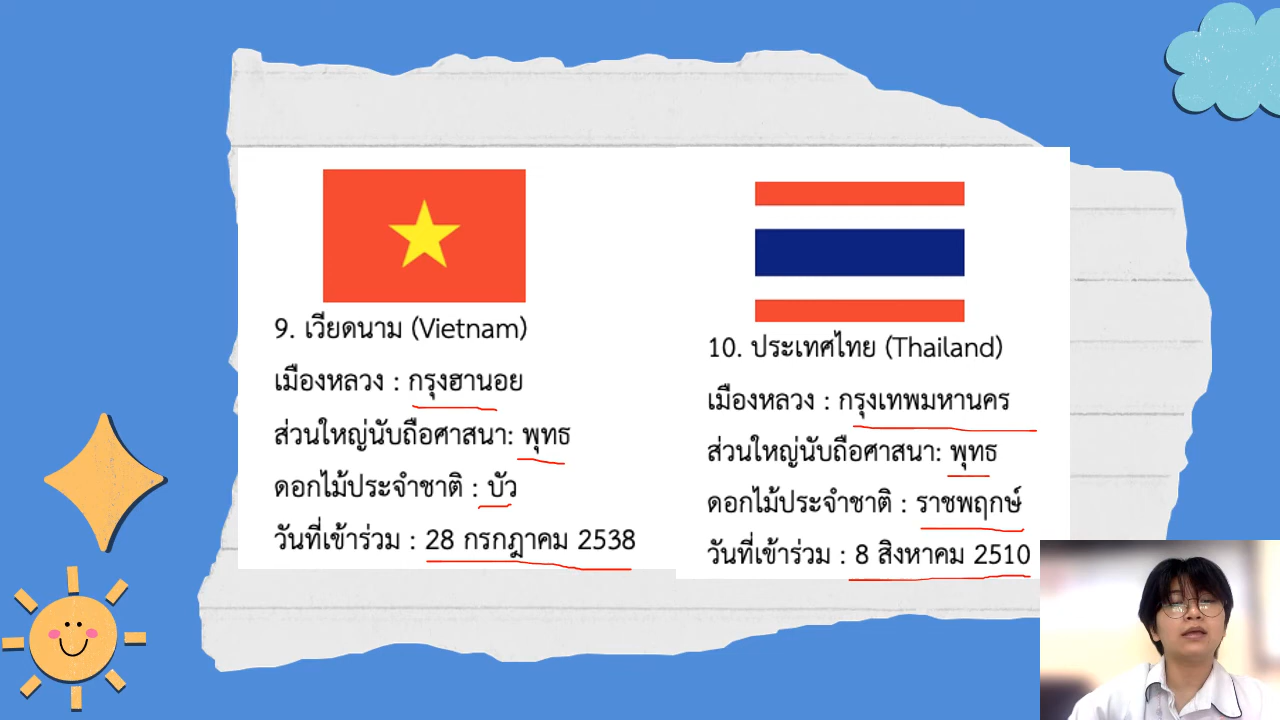 9. เวียดนาม (Vietnam)
เมืองหลวง : กรุงฮานอย
ส่วนใหญ่นับถือศาสนา: พุทธ
ดอกไม้ประจำชาติ : บัว
วันที่เข้าร่วม : 28 กรกฎาคม 2538
10. ประเทศไทย (Thailand)
เมืองหลวง : กรุงเทพมหานคร
ส่วนใหญ่นับถือศาสนา: พุทธ
ดอกไม้ประจำชาติ : ราชพฤกษ์
วันที่เข้าร่วม : 8 สิงหาคม 2510